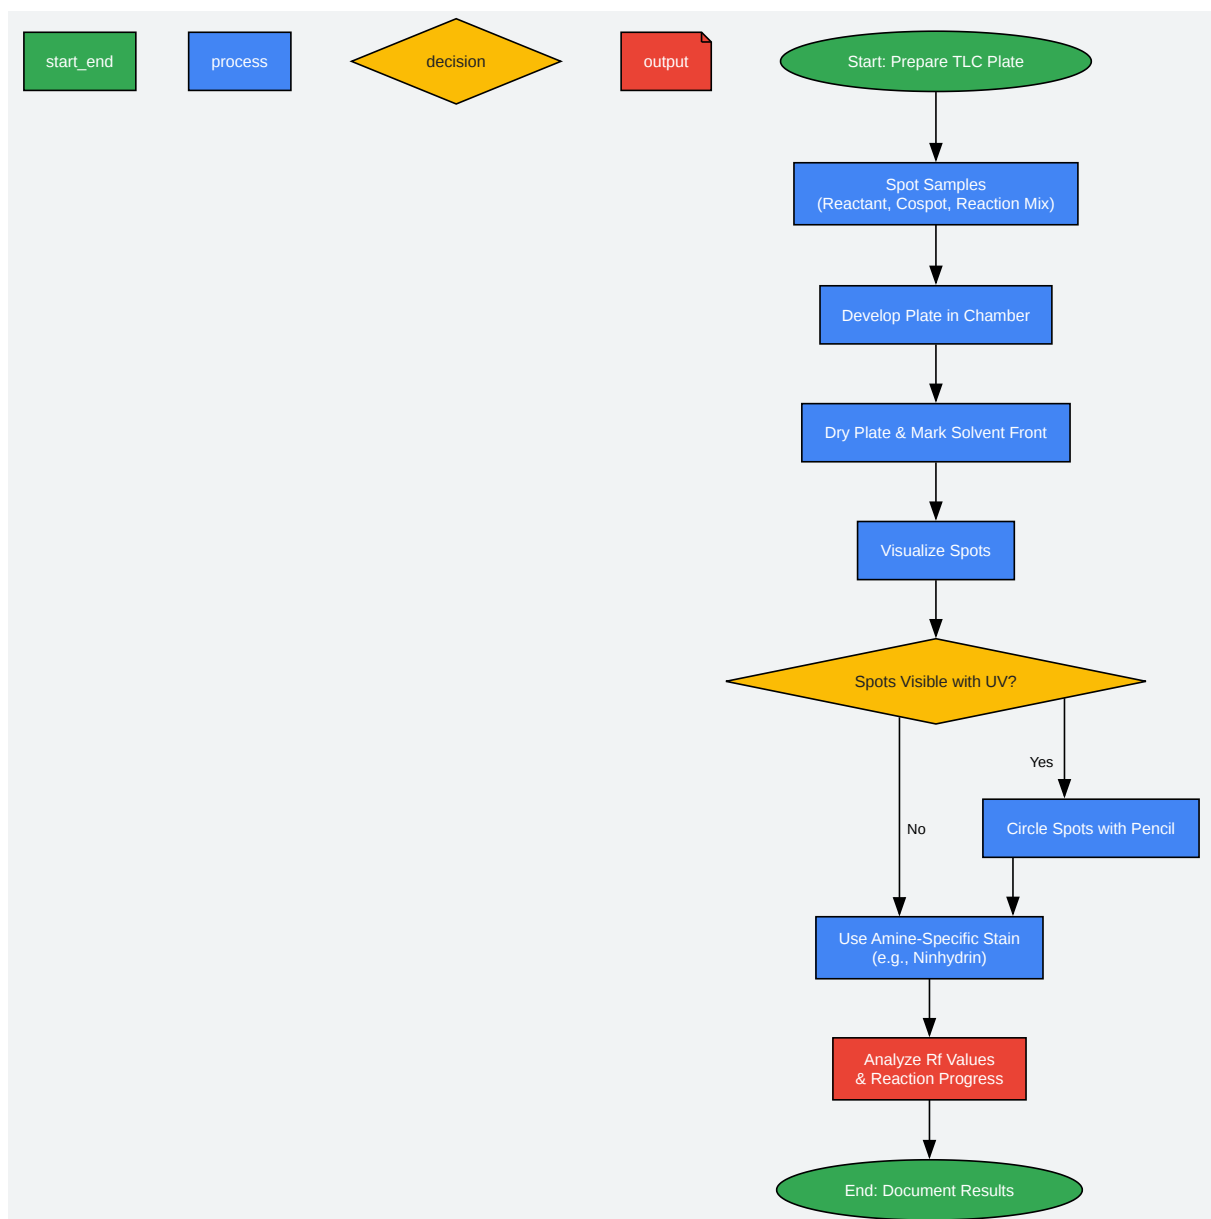 start_end
process
decision
output
Start: Prepare TLC Plate
Spot Samples
(Reactant, Cospot, Reaction Mix)
Develop Plate in Chamber
Dry Plate & Mark Solvent Front
Visualize Spots
Spots Visible with UV?
Yes
No
Circle Spots with Pencil
Use Amine-Specific Stain
(e.g., Ninhydrin)
Analyze Rf Values
& Reaction Progress
End: Document Results